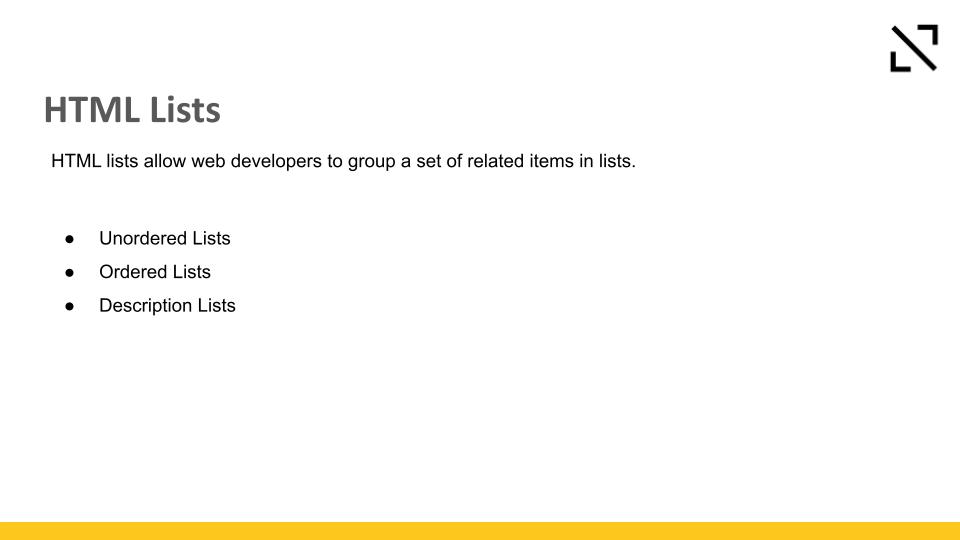 HTML Lists
HTML lists allow web developers to group a set of related items in lists.
● Unordered Lists
● Ordered Lists
● Description Lists